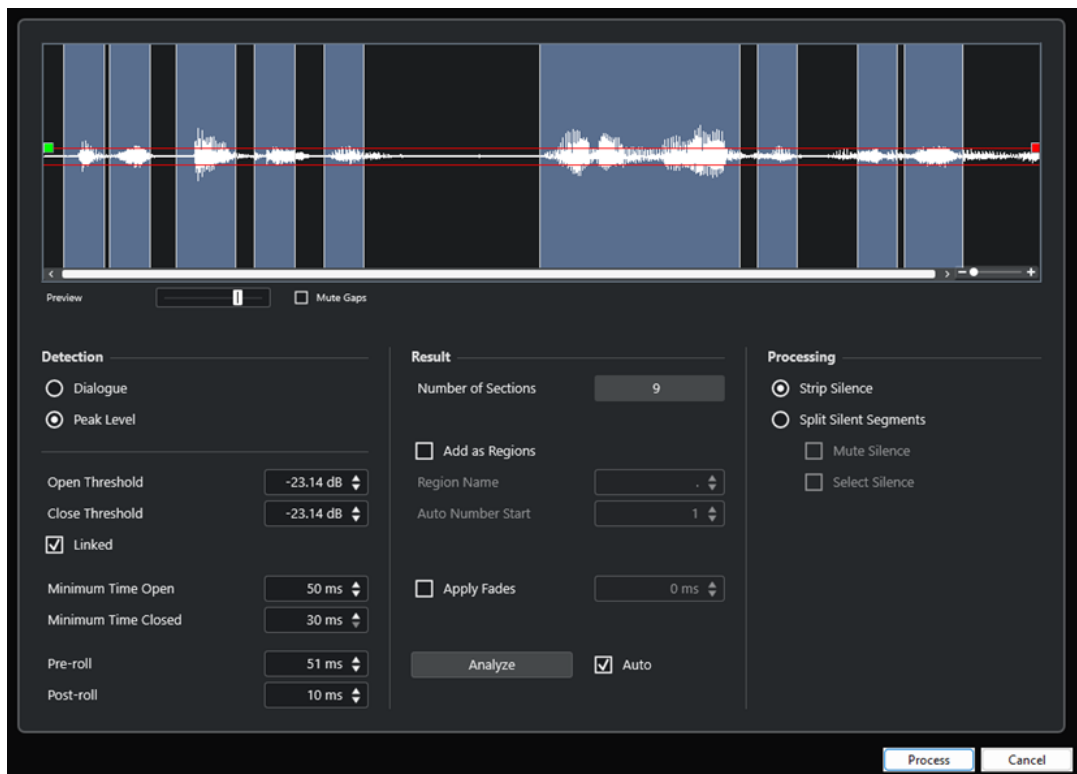 Preview
Mute Gaps
Detection
Dialogue
Peak Level
Open Threshold -23.14 dB
Close Threshold -23.14 dB
Linked
Minimum Time Open 50 ms
Minimum Time Closed 30 ms
Pre-roll 51 ms
Post-roll 10 ms
Result
Number of Sections 9
Add as Regions
Region Name .
Auto Number Start 1
Apply Fades 0 ms
Analyze
Auto
Processing
Strip Silence
Split Silent Segments
Mute Silence
Select Silence
Process
Cancel